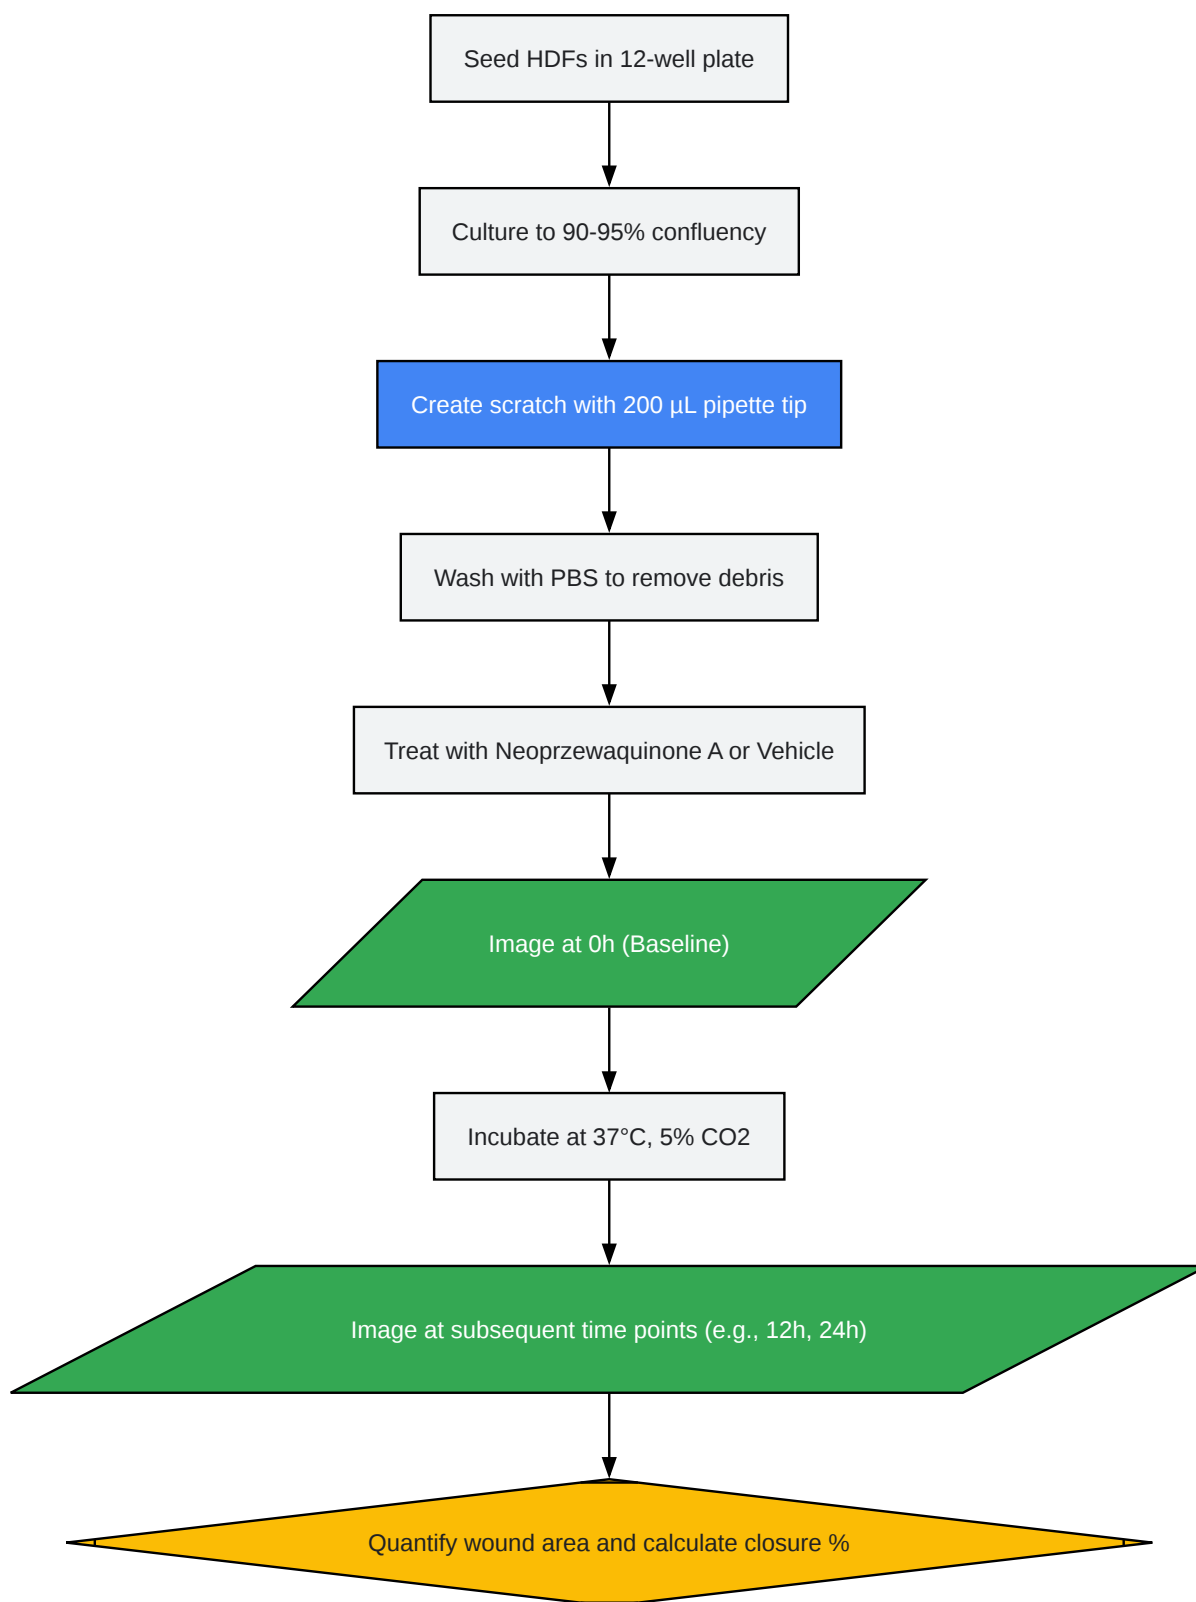 Seed HDFs in 12-well plate
Culture to 90-95% confluency
Create scratch with 200 µL pipette tip
Wash with PBS to remove debris
Treat with Neoprzewaquinone A or Vehicle
Image at 0h (Baseline)
Incubate at 37°C, 5% CO2
Image at subsequent time points (e.g., 12h, 24h)
Quantify wound area and calculate closure %